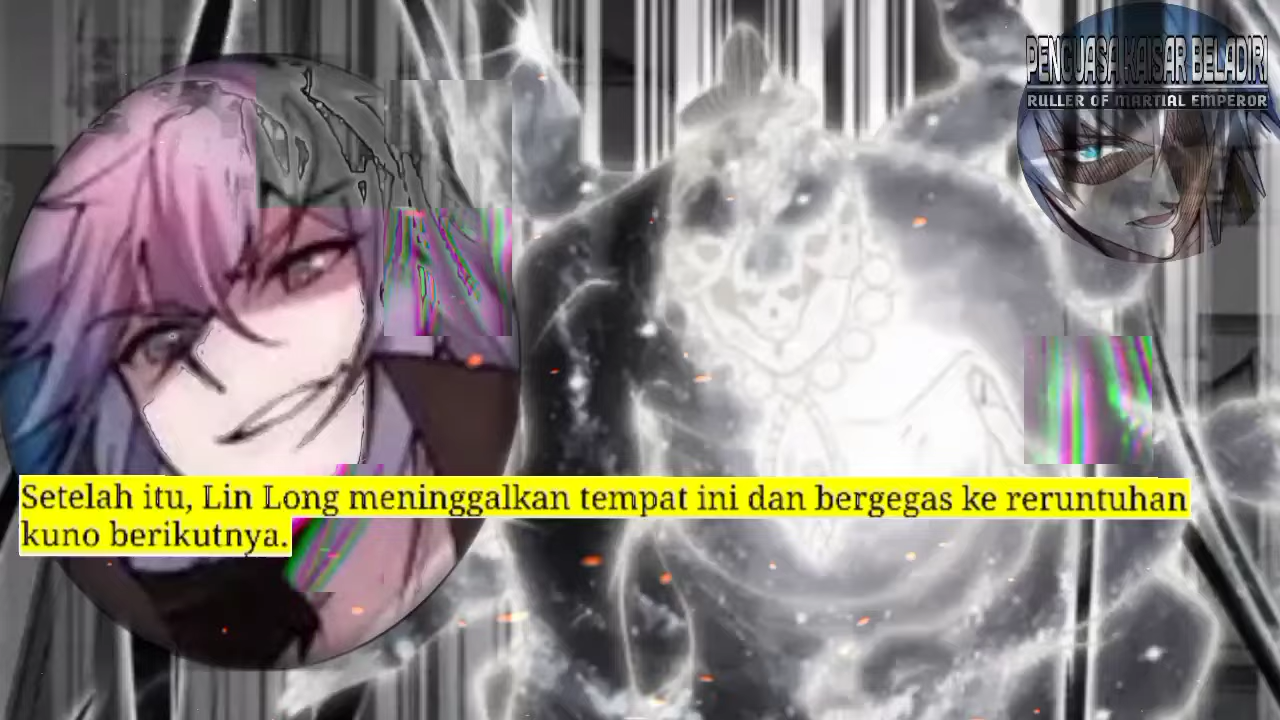 PENGUASA KAISAR BELADIRI
RULLER OF MARTIAL EMPEROR
Setelah itu, Lin Long meninggalkan tempat ini dan bergegas ke reruntuhan
kuno berikutnya.